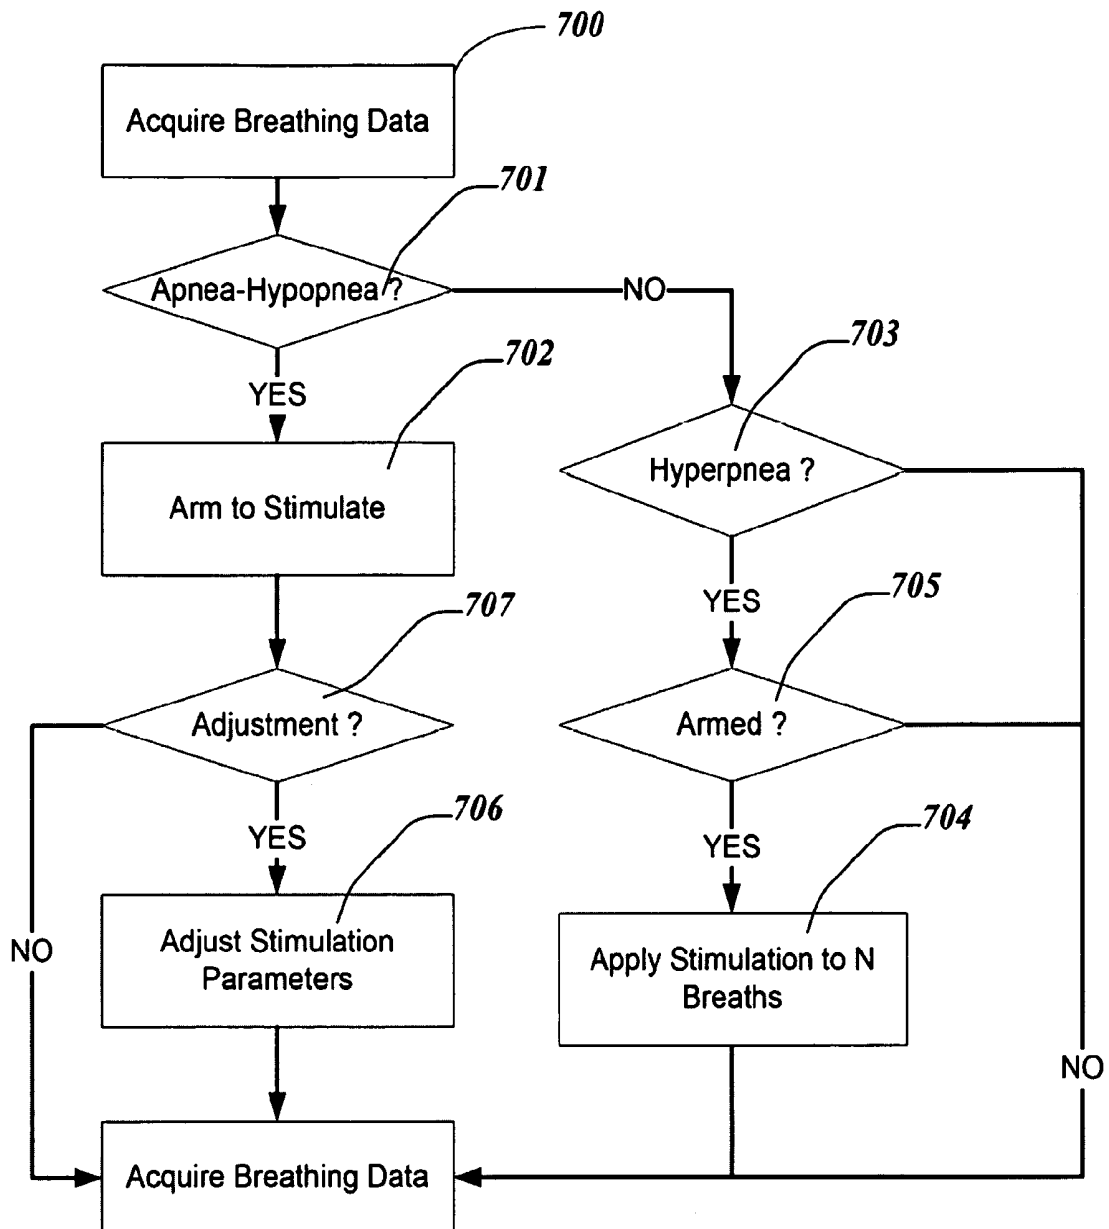 700
Acquire Breathing Data
701
Apnea-Hypopnea ?
NO
703
702
YES
Hyperpnea ?
Arm to Stimulate
YES
705
707
Adjustment ?
Armed ?
706
704
YES
YES
NO
Adjust Stimulation
Parameters
Apply Stimulation to N
Breaths
NO
Acquire Breathing Data